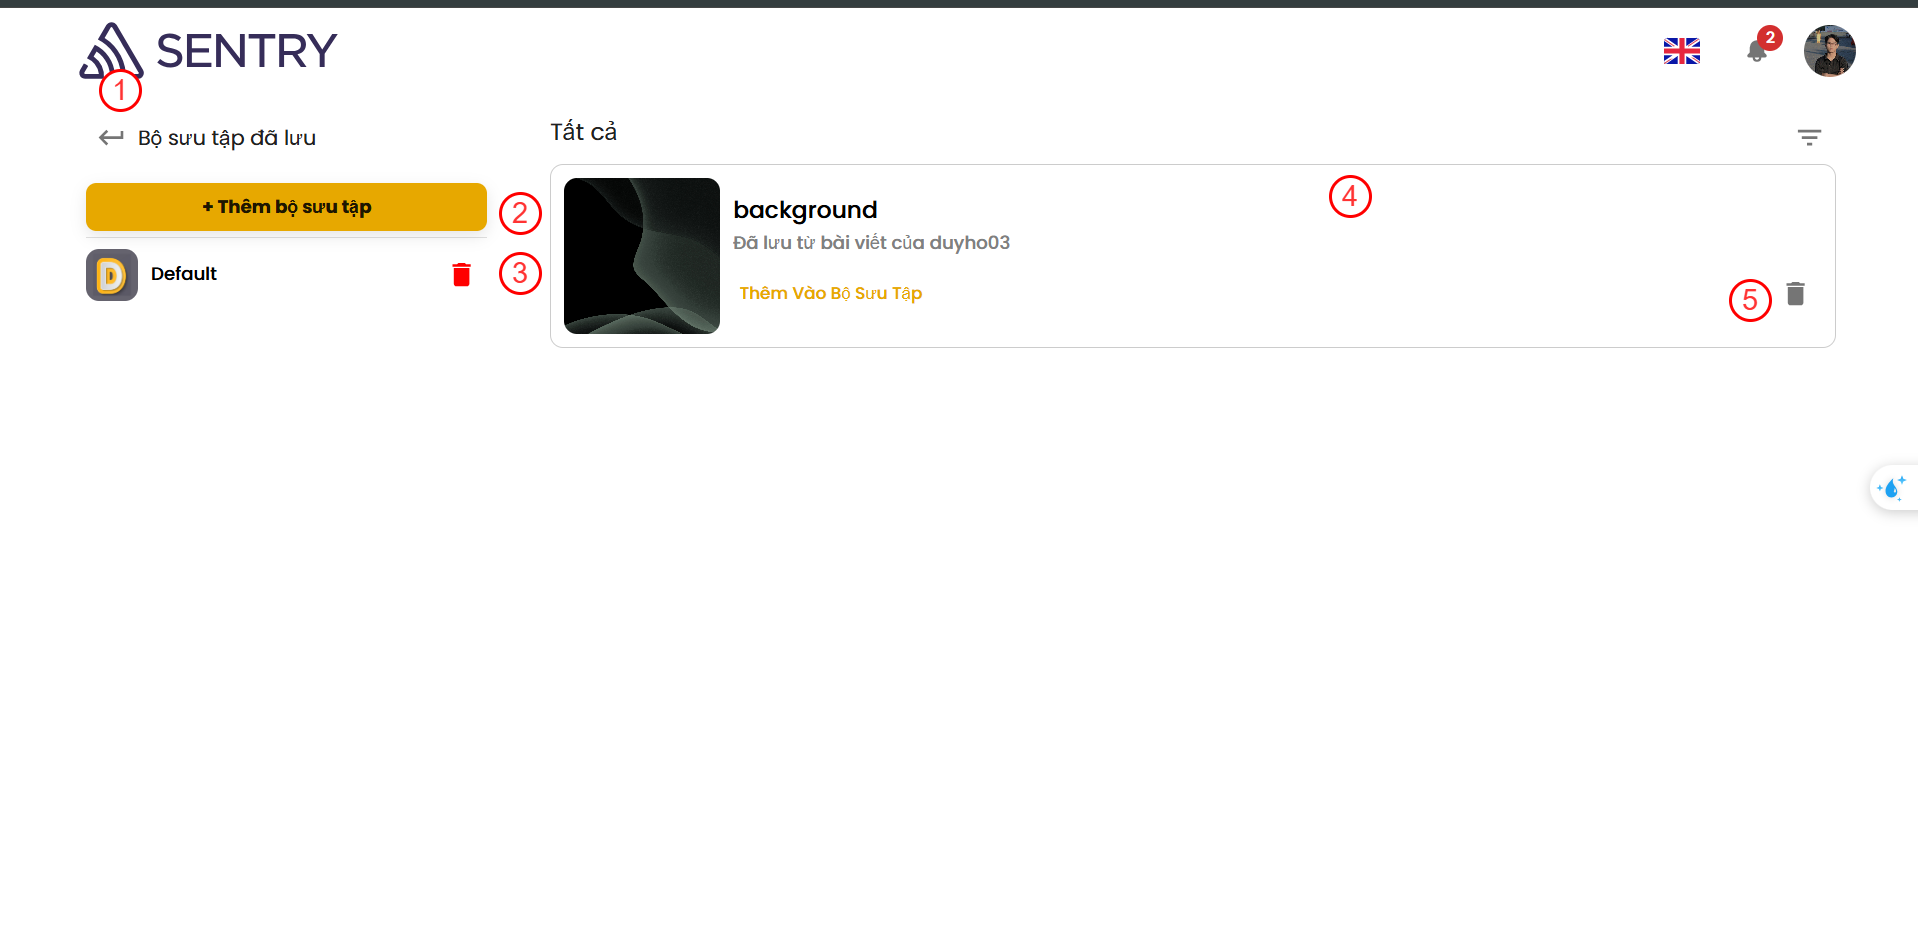 SENTRY
2
1
Bộ sưu tập đã lưu
Tất cả
+ Thêm bộ sưu tập
2
D
Default
3
4
background
Đã lưu từ bài viết của duyho03
Thêm Vào Bộ Sưu Tập
5